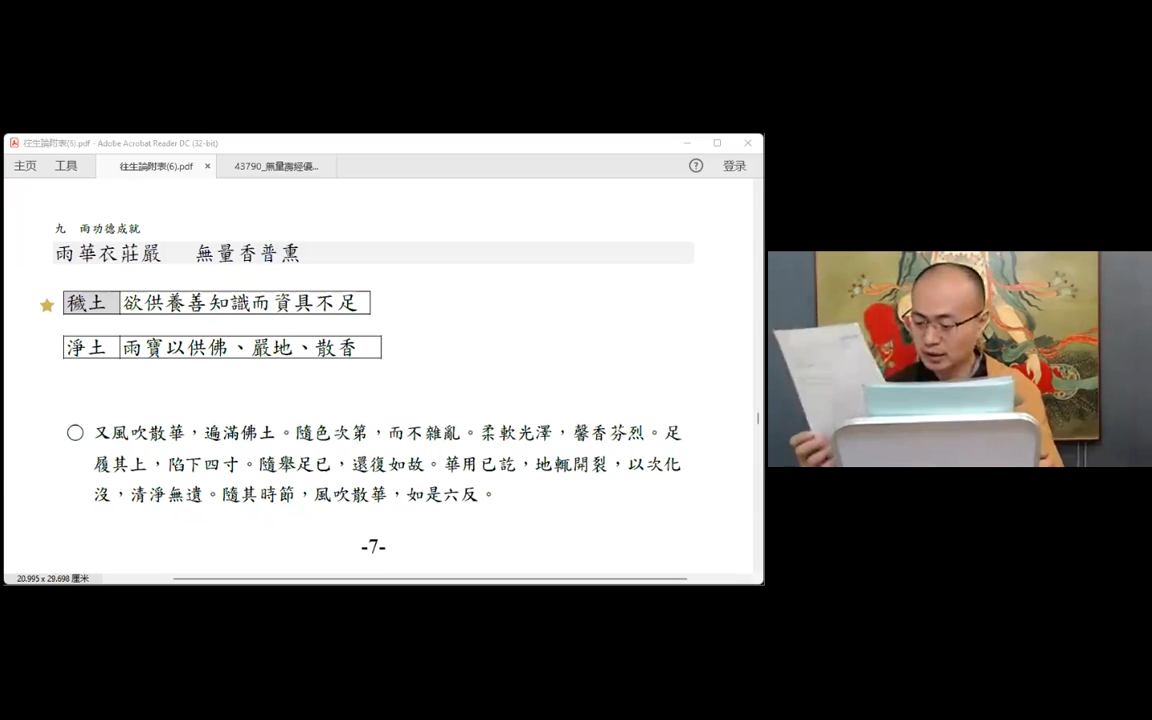 往生論附表(6).pdf - Adobe Acrobat Reader DC (32-bit)
主页 工具 往生論附表(6).pdf × 43790_無量壽經優... ? 登录
九 雨功德成就
雨華衣莊嚴 無量香普熏
穢土 欲供養善知識而資具不足
淨土 雨寶以供佛、嚴地、散香
又風吹散華，遍滿佛土。隨色次第，而不雜亂。柔軟光澤，馨香芬烈。足
履其上，陷下四寸。隨舉足已，還復如故。華用已訖，地輒開裂，以次化
沒，清淨無遺。隨其時節，風吹散華，如是六反。
-7-
20.995 x 29.698 厘米